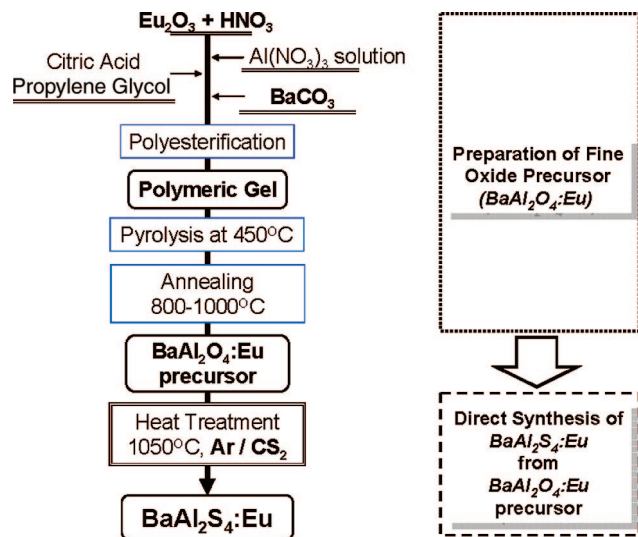 Eu₂O₃ + HNO₃
Citric Acid
Propylene Glycol
Al(NO₃)₃ solution
BaCO₃
Polyesterification
Polymeric Gel
Pyrolysis at 450°C
Annealing
800-1000°C
BaAl₂O₄:Eu
precursor
Heat Treatment
1050°C, Ar / CS₂
BaAl₂S₄:Eu
Preparation of Fine
Oxide Precursor
(BaAl₂O₄:Eu)
Direct Synthesis of
BaAl₂S₄:Eu
from
BaAl₂O₄:Eu
precursor